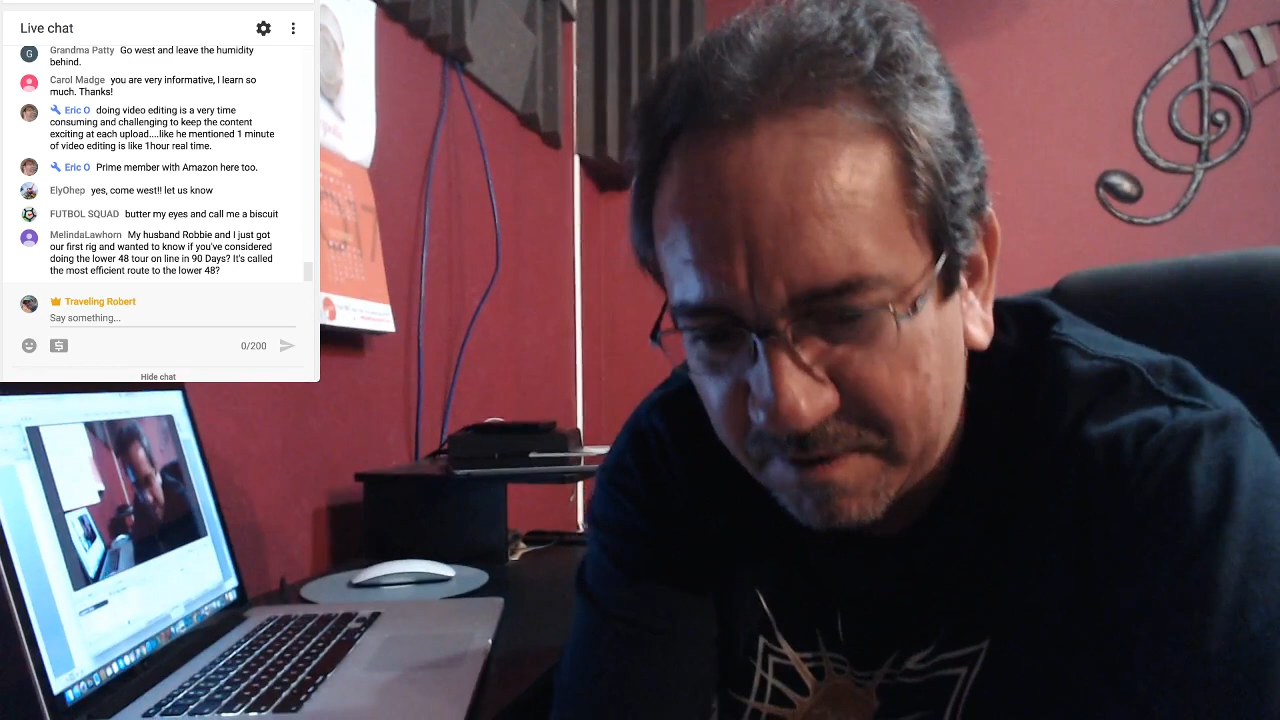 Live chat
Grandma Patty Go west and leave the humidity
behind.
Carol Madge you are very informative, I learn so
much. Thanks!
Eric O doing video editing is a very time
consuming and challenging to keep the content
exciting at each upload....like he mentioned 1 minute
of video editing is like 1hour real time.
Eric O Prime member with Amazon here too.
ElyOhep yes, come west!! let us know
FUTBOL SQUAD butter my eyes and call me a biscuit
MelindaLawhorn My husband Robbie and I just got
our first rig and wanted to know if you've considered
doing the lower 48 tour on line in 90 Days? It's called
the most efficient route to the lower 48?
Traveling Robert
Say something...
0/200
Hide chat